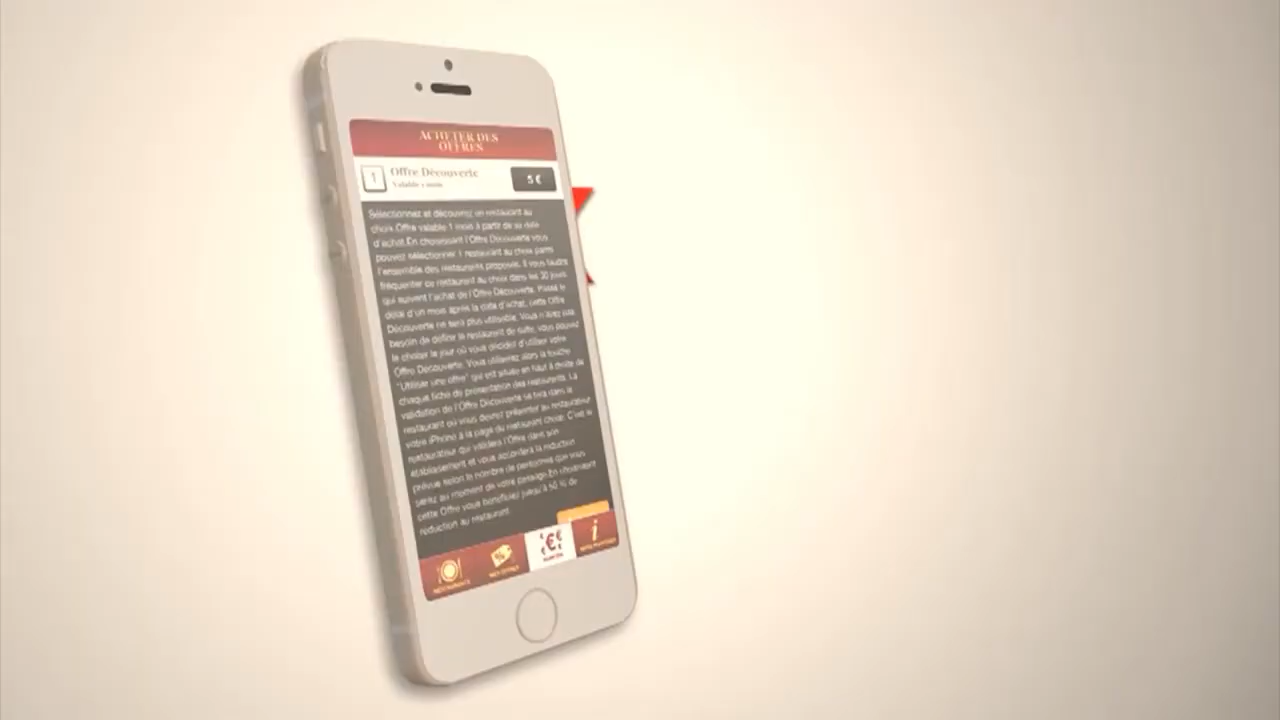 ACHETER DES
OFFRES
1
Offre Découverte
5 €
Valable 1 mois
Sélectionnez et découvrez un restaurant au
choix.Offre valable 1 mois à partir de sa date
d'achat.En choisissant l'Offre Découverte vous
pouvez sélectionner 1 restaurant au choix parmi
l'ensemble des restaurants proposés. Il vous faudra
fréquenter ce restaurant au choix dans les 30 jours
qui suivent l'achat de l'Offre Découverte. Passé le
délai d'un mois après la date d'achat, cette Offre
Découverte ne sera plus utilisable. Vous n'avez pas
besoin de définir le restaurant de suite, vous pouvez
le choisir le jour où vous décidez d'utiliser votre
Offre Découverte. Vous utiliserez alors la touche
"Utiliser une offre" qui est située en haut à droite de
chaque fiche de présentation des restaurants. La
validation de l'Offre Découverte se fera dans le
restaurant où vous devrez présenter au restaurateur
votre iPhone à la page du restaurant choisi. C'est le
restaurateur qui validera l'Offre dans son
établissement et vous accordera la réduction
prévue selon le nombre de personnes que vous
serez au moment de votre passage.En choisissant
cette Offre vous bénéficiez jusqu'à 50 % de
réduction au restaurant.